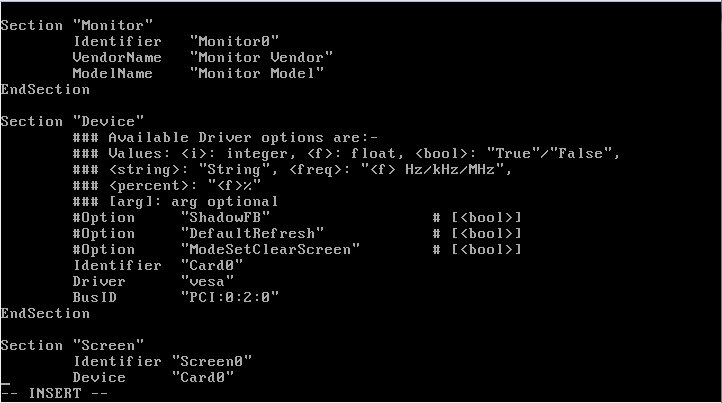 Section "Monitor"
        Identifier   "Monitor0"
        VendorName   "Monitor Vendor"
        ModelName    "Monitor Model"
EndSection

Section "Device"
        ### Available Driver options are:-
        ### Values: <i>: integer, <f>: float, <bool>: "True"/"False",
        ### <string>: "String", <freq>: "<f> Hz/kHz/MHz",
        ### <percent>: "<f>%"
        ### [arg]: arg optional
        #Option     "ShadowFB"                  # [<bool>]
        #Option     "DefaultRefresh"            # [<bool>]
        #Option     "ModeSetClearScreen"        # [<bool>]
        Identifier  "Card0"
        Driver      "vesa"
        BusID       "PCI:0:2:0"
EndSection

Section "Screen"
        Identifier "Screen0"
        Device     "Card0"
-- INSERT --